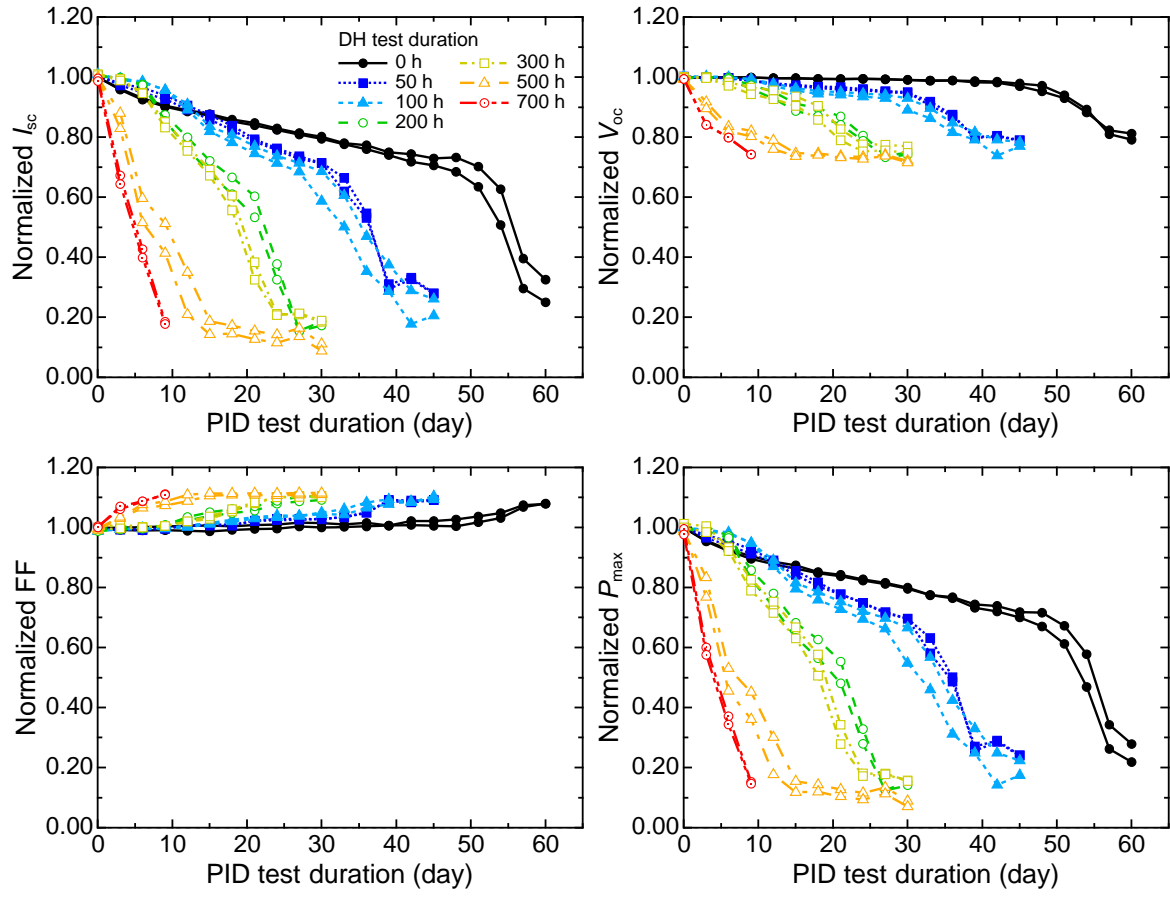 1.20
1.00
0.80
0.60
0.40
0.20
0.00
Normalized Isc
0 10 20 30 40 50 60
PID test duration (day)
DH test duration
0 h
50 h
100 h
200 h
300 h
500 h
700 h
1.20
1.00
0.80
0.60
0.40
0.20
0.00
Normalized Voc
0 10 20 30 40 50 60
PID test duration (day)
1.20
1.00
0.80
0.60
0.40
0.20
0.00
Normalized FF
0 10 20 30 40 50 60
PID test duration (day)
1.20
1.00
0.80
0.60
0.40
0.20
0.00
Normalized Pmax
0 10 20 30 40 50 60
PID test duration (day)